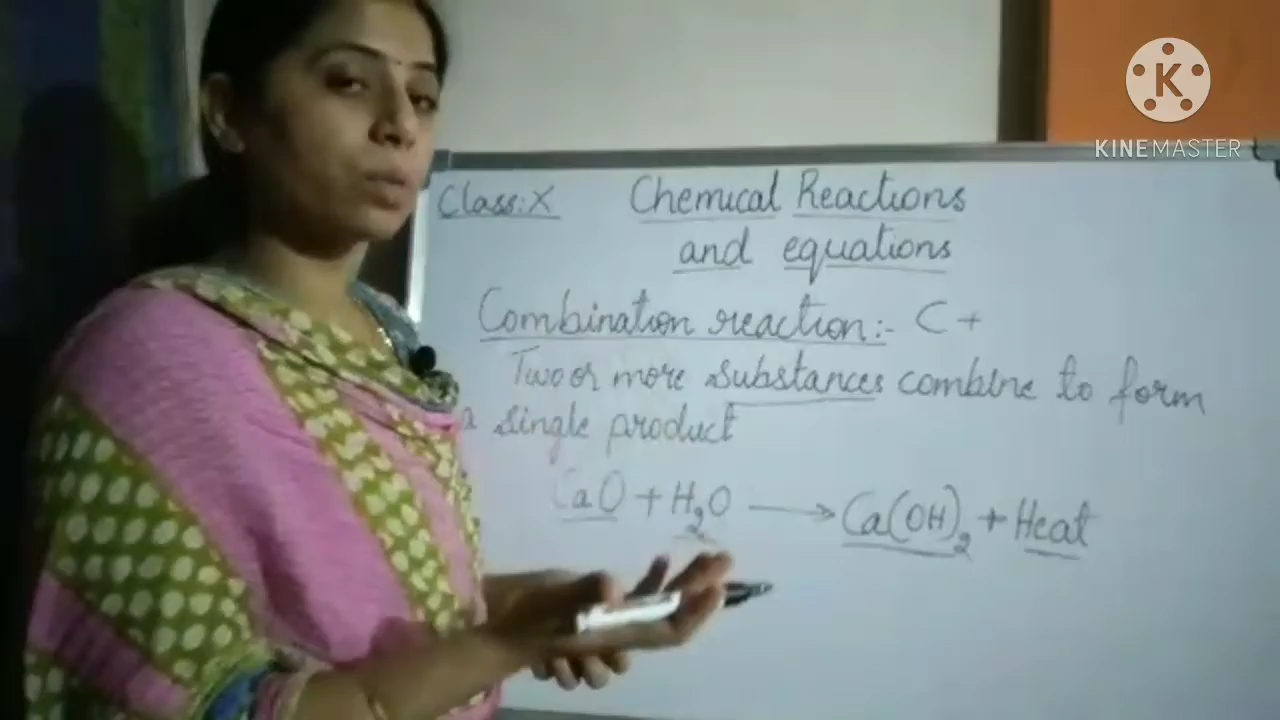 K
KINEMASTER
Class:X Chemical Reactions
and equations
Combination reaction:- C +
Two or more substances combine to form
a single product
CaO + H₂O ⟶ Ca(OH)₂ + Heat